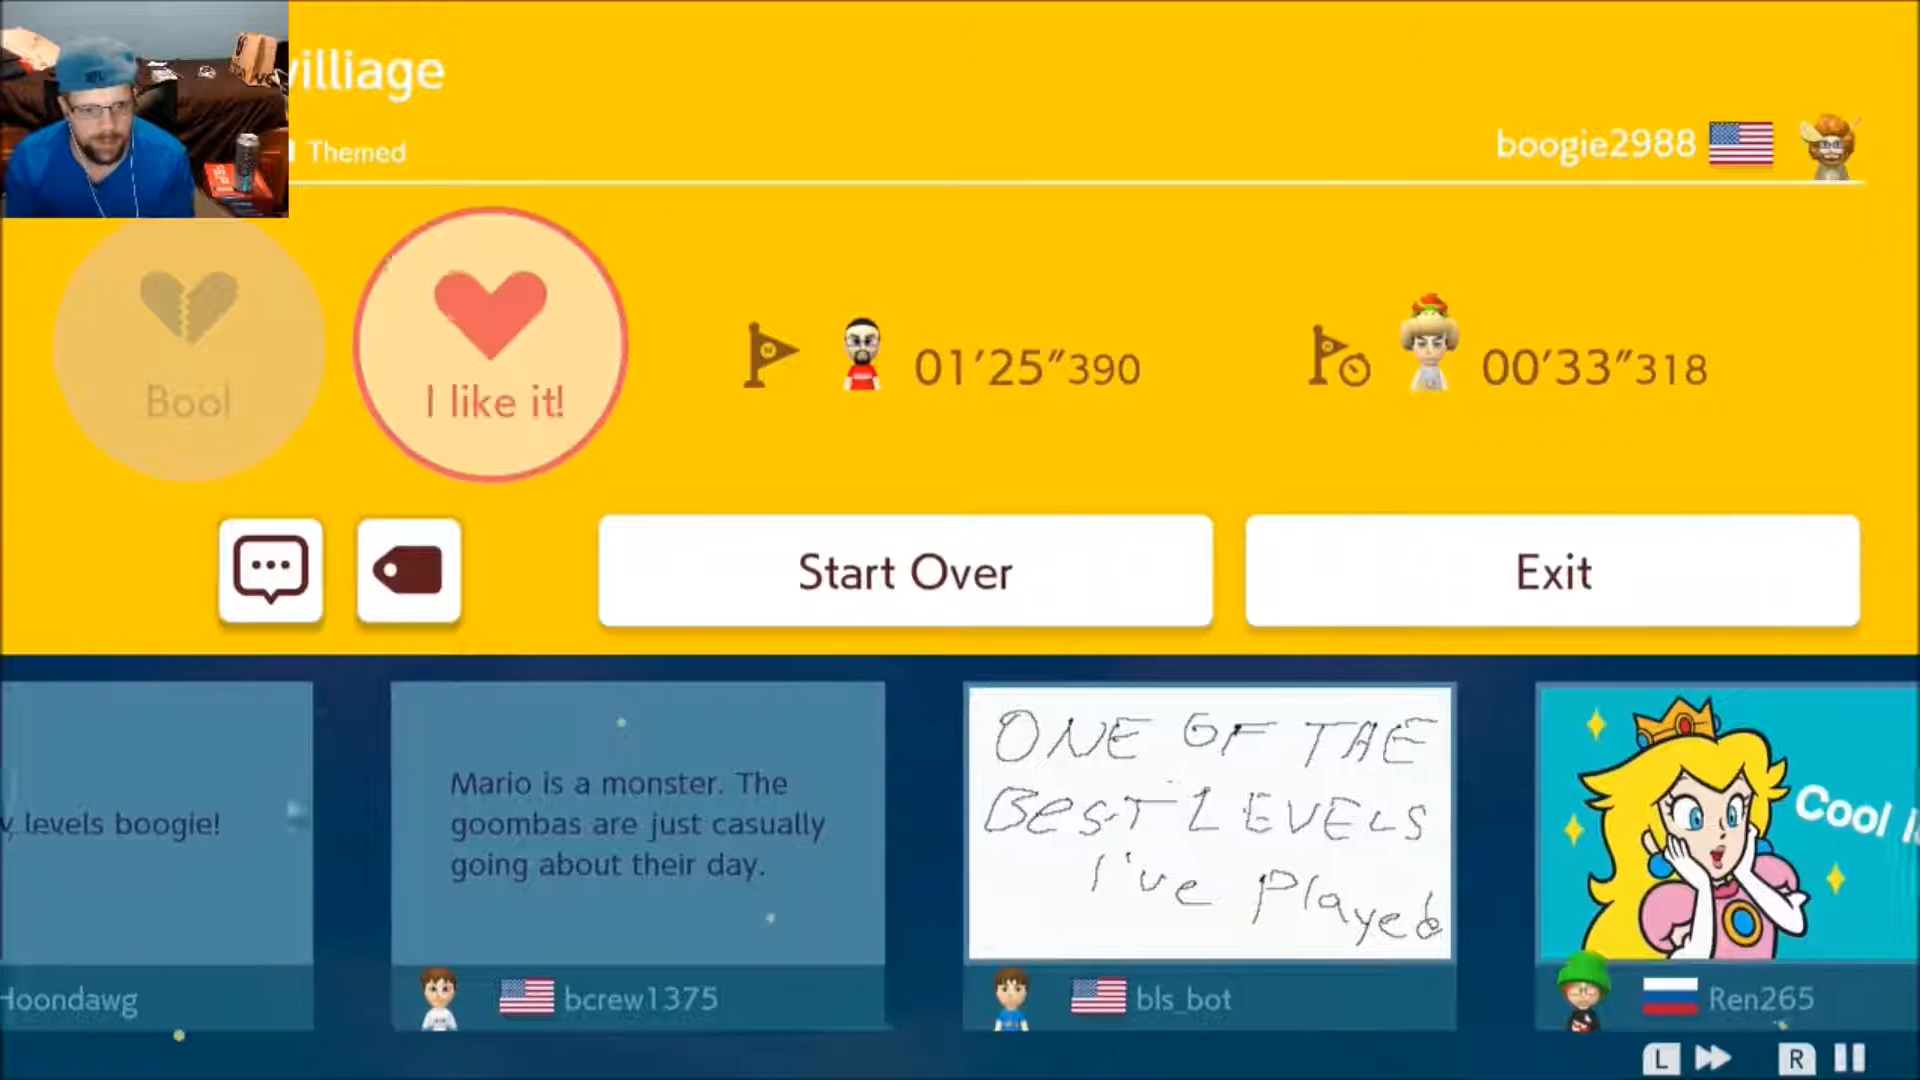 villiage
Themed
boogie2988
Boo!
I like it!
01'25"390
00'33"318
Start Over
Exit
levels boogie!
Mario is a monster. The
goombas are just casually
going about their day.
ONE OF THE
BEST LEVELS
I've Played
Cool
Hoondawg
bcrew1375
bls_bot
Ren265
L
R